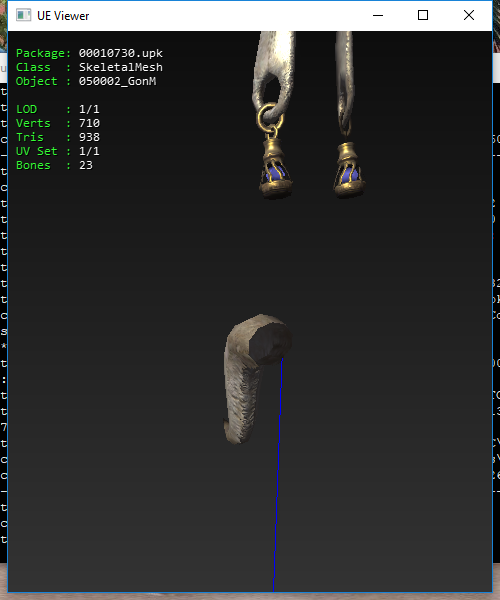 UE Viewer
Package: 00010730.upk
Class : SkeletalMesh
Object : 050002_GonM
LOD : 1/1
Verts : 710
Tris : 938
UV Set : 1/1
Bones : 23